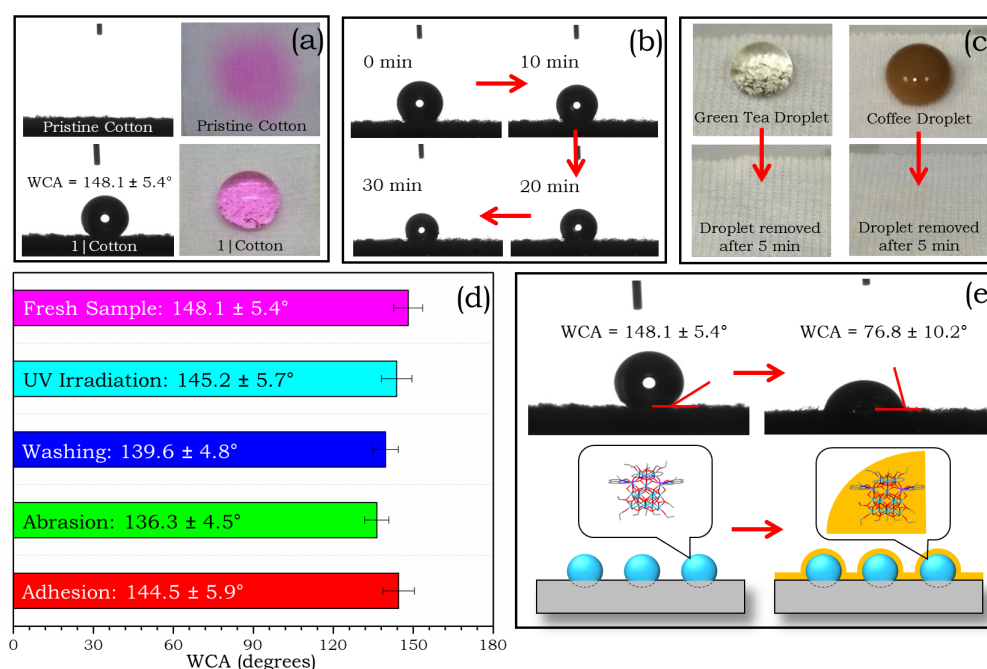 (a)
Pristine Cotton
Pristine Cotton
WCA = 148.1 ± 5.4°
1|Cotton
1|Cotton
(b)
0 min
10 min
30 min
20 min
(c
Green Tea Droplet
Coffee Droplet
Droplet removed
after 5 min
Droplet removed
after 5 min
(d)
Fresh Sample: 148.1 ± 5.4°
UV Irradiation: 145.2 ± 5.7°
Washing: 139.6 ± 4.8°
Abrasion: 136.3 ± 4.5°
Adhesion: 144.5 ± 5.9°
0 30 60 90 120 150 180
WCA (degrees)
(e
WCA = 148.1 ± 5.4°
WCA = 76.8 ± 10.2°